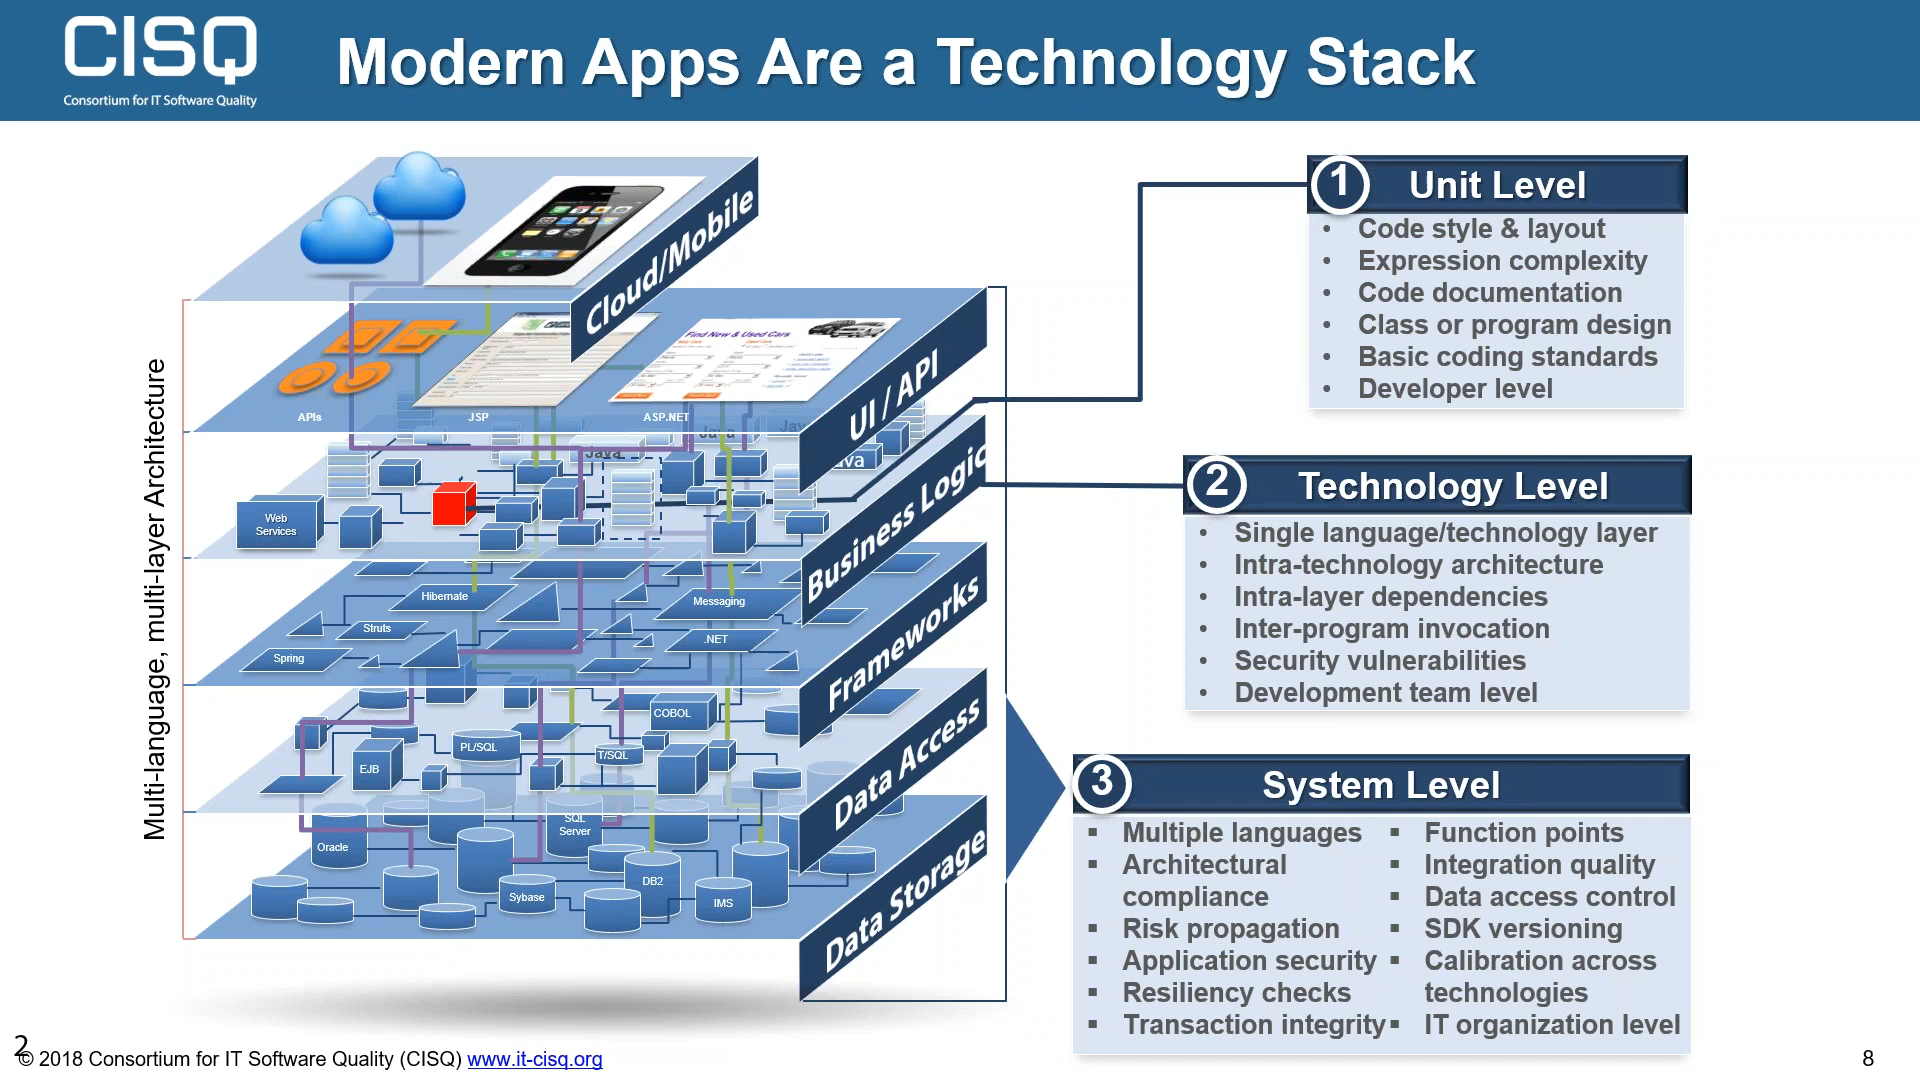 CISQ
Consortium for IT Software Quality
Modern Apps Are a Technology Stack
Multi-language, multi-layer Architecture
Cloud/Mobile
UI / API
Find New & Used Cars
APIs
JSP
ASP.NET
Business Logic
Java
Java
Web
Services
Frameworks
Hibernate
Messaging
Struts
.NET
Spring
Data Access
COBOL
PL/SQL
T/SQL
EJB
Data Storage
SQL
Server
Oracle
DB2
Sybase
IMS
1 Unit Level
• Code style & layout
• Expression complexity
• Code documentation
• Class or program design
• Basic coding standards
• Developer level
2 Technology Level
• Single language/technology layer
• Intra-technology architecture
• Intra-layer dependencies
• Inter-program invocation
• Security vulnerabilities
• Development team level
3 System Level
▪ Multiple languages
▪ Architectural
compliance
▪ Risk propagation
▪ Application security
▪ Resiliency checks
▪ Transaction integrity
▪ Function points
▪ Integration quality
▪ Data access control
▪ SDK versioning
▪ Calibration across
technologies
▪ IT organization level
2
© 2018 Consortium for IT Software Quality (CISQ) www.it-cisq.org
8